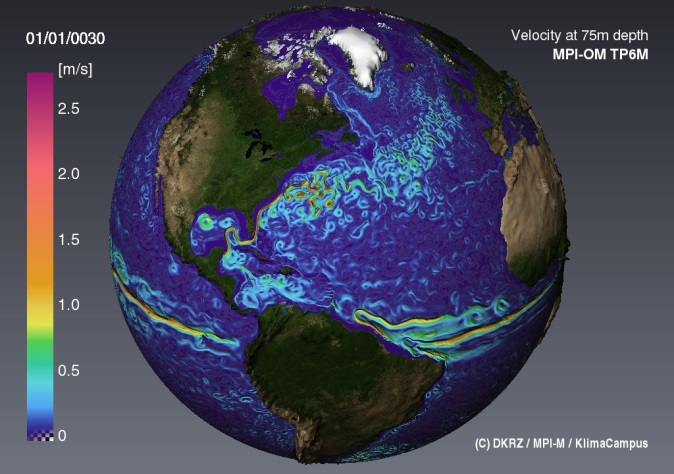 01/01/0030
[m/s]
2.5
2.0
1.5
1.0
0.5
0
Velocity at 75m depth
MPI-OM TP6M
(C) DKRZ / MPI-M / KlimaCampus